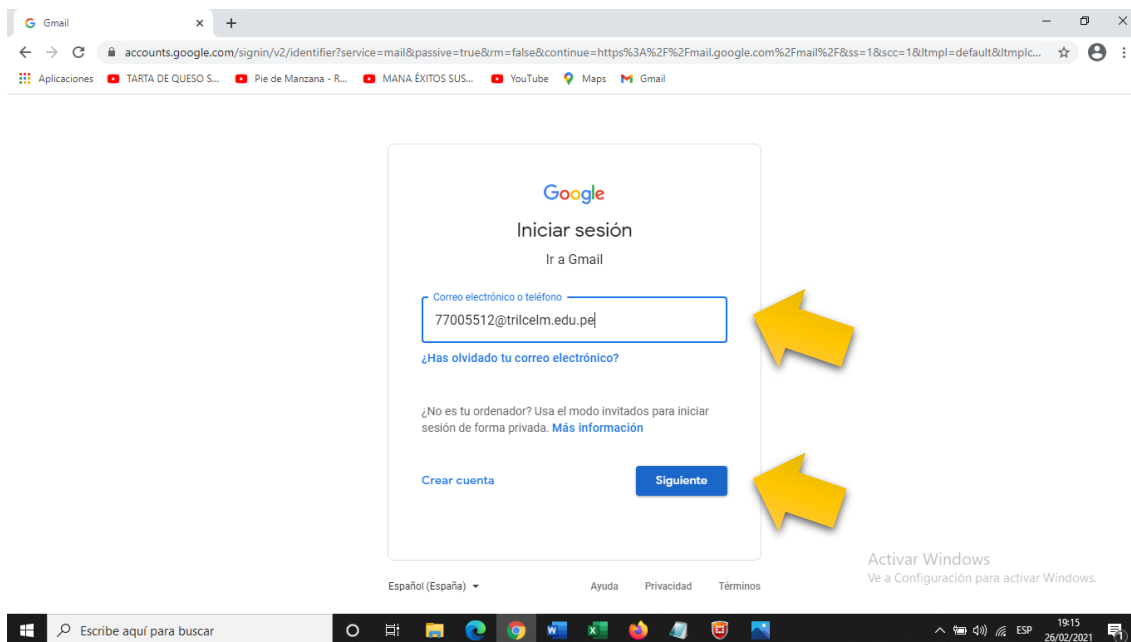 Gmail
accounts.google.com/signin/v2/identifier?service=mail&passive=true&rm=false&continue=https%3A%2F%2Fmail.google.com%2Fmail%2F&ss=1&scc=1&ltmpl=default&ltmplc...
Aplicaciones TARTA DE QUESO S... Pie de Manzana - R... MANA ÉXITOS SUS... YouTube Maps Gmail
Google
Iniciar sesión
Ir a Gmail
Correo electrónico o teléfono
77005512@trilcelm.edu.pe
¿Has olvidado tu correo electrónico?
¿No es tu ordenador? Usa el modo invitados para iniciar
sesión de forma privada. Más información
Crear cuenta Siguiente
Activar Windows
Ve a Configuración para activar Windows.
Español (España) Ayuda Privacidad Términos
Escribe aquí para buscar ESP 19:15
26/02/2021